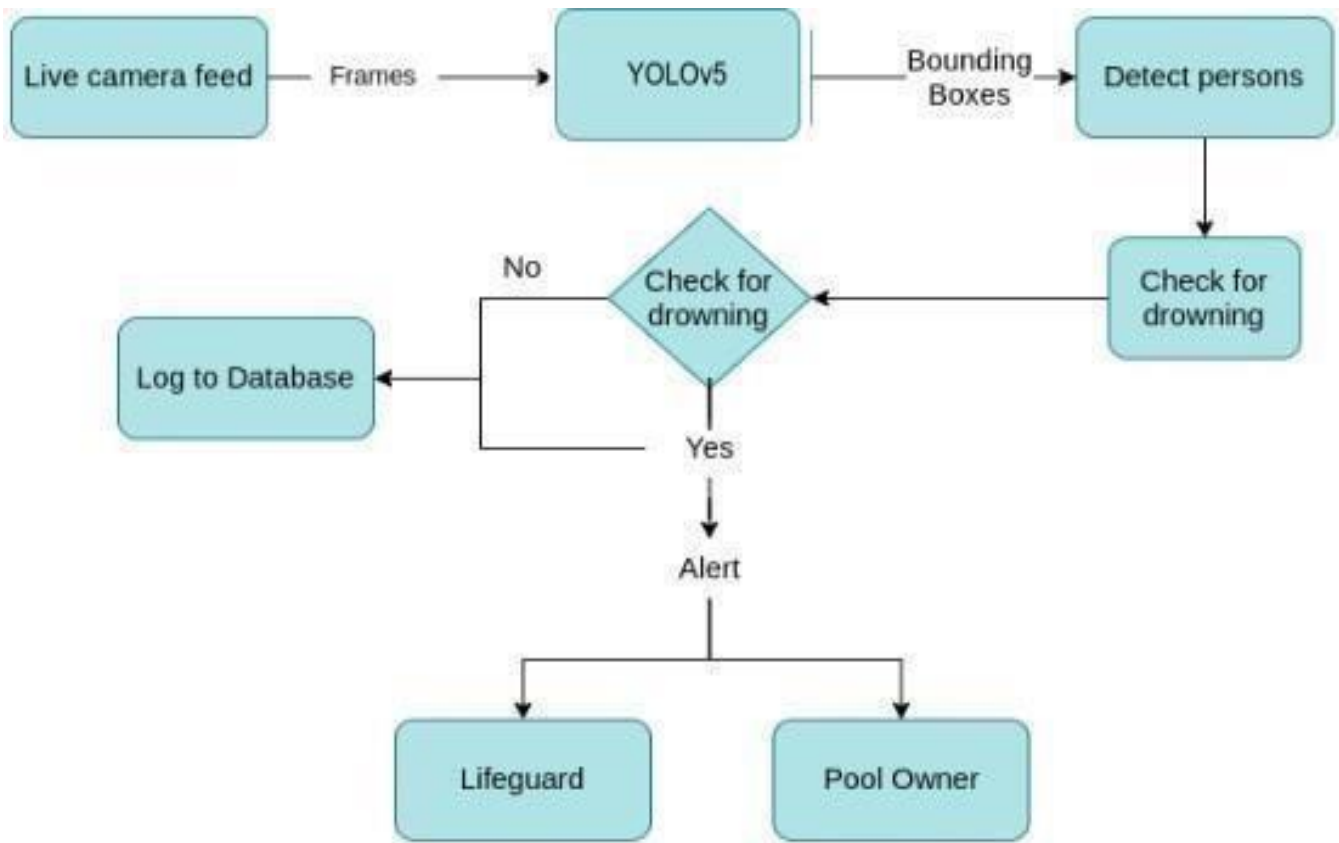 Live camera feed
Frames
YOLOv5
Bounding
Boxes
Detect persons
No
Check for
drowning
Check for
drowning
Log to Database
Yes
Alert
Lifeguard
Pool Owner